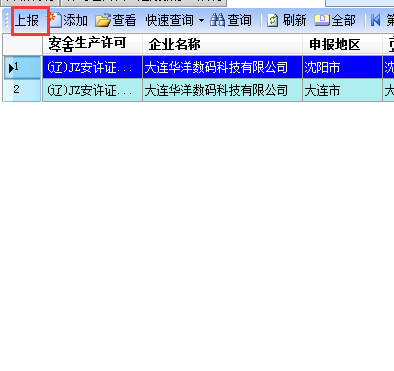 上报 添加 查看 快速查询 查询 刷新 全部
安全生产许可 企业名称 申报地区
1 (辽)JZ安许证... 大连华洋数码科技有限公司 沈阳市
2 (辽)JZ安许证... 大连华洋数码科技有限公司 大连市